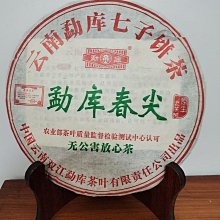 云南勐库七子饼茶
勐库春尖
农业部茶叶质量监督检验测试中心认可
无公害放心茶
中国云南双江勐库茶叶有限责任公司出品